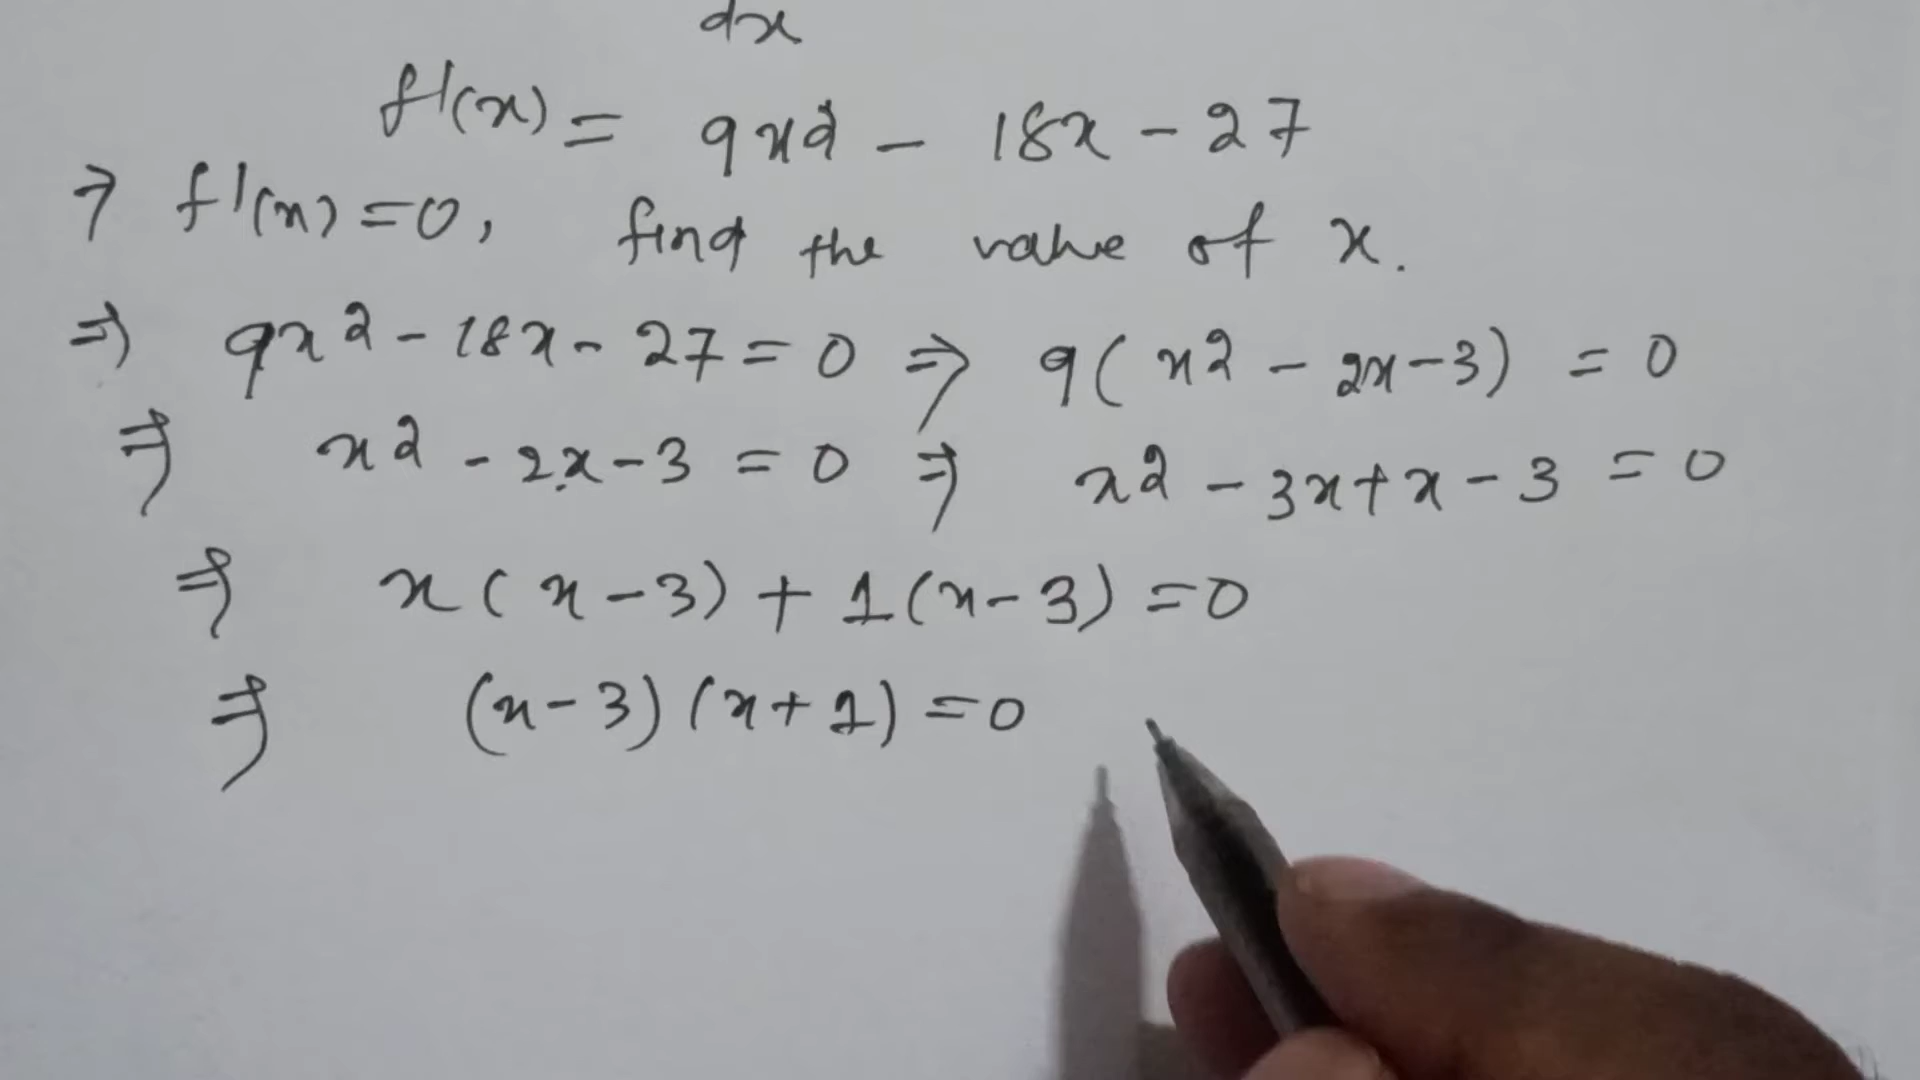 dx
f'(x) = 9x2 - 18x - 27
⇒ f'(x) = 0, find the value of x.
⇒ 9x2 - 18x - 27 = 0 ⇒ 9(x2 - 2x - 3) = 0
⇒ x2 - 2x - 3 = 0 ⇒ x2 - 3x + x - 3 = 0
⇒ x(x - 3) + 1(x - 3) = 0
⇒ (x - 3)(x + 1) = 0